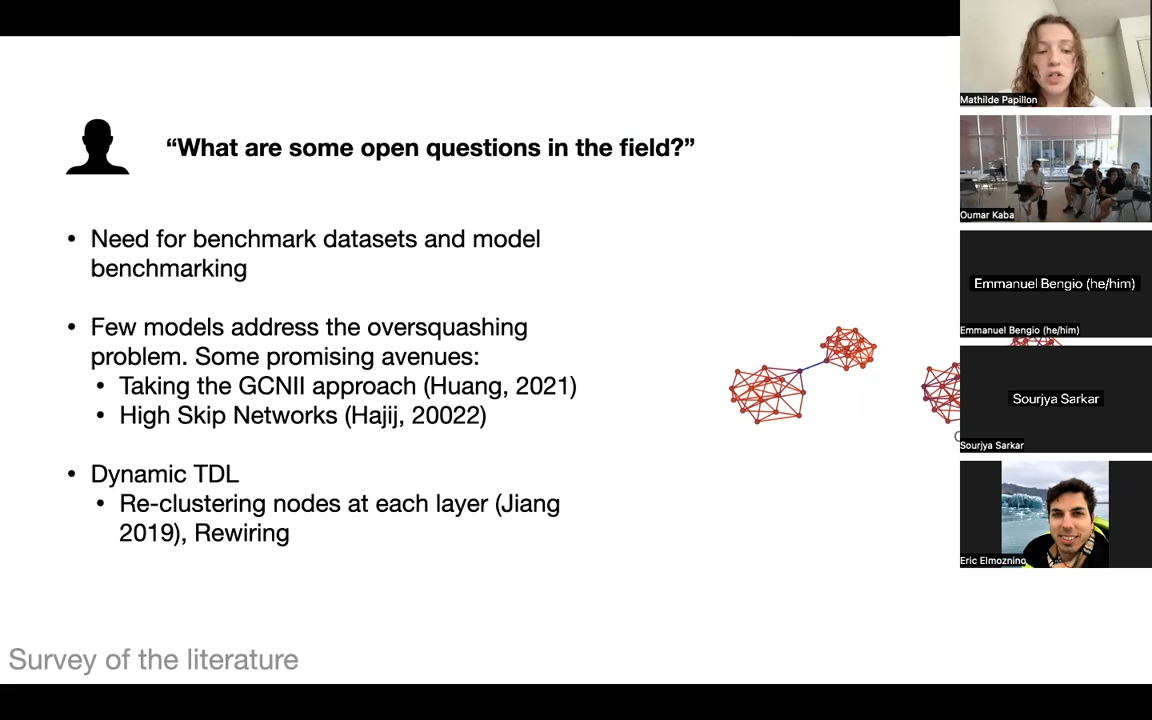 “What are some open questions in the field?”
• Need for benchmark datasets and model
benchmarking
• Few models address the oversquashing
problem. Some promising avenues:
• Taking the GCNII approach (Huang, 2021)
• High Skip Networks (Hajij, 20022)
• Dynamic TDL
• Re-clustering nodes at each layer (Jiang
2019), Rewiring
Survey of the literature
Mathilde Papillon
Oumar Kaba
Emmanuel Bengio (he/him)
Emmanuel Bengio (he/him)
Sourjya Sarkar
Sourjya Sarkar
Eric Elmoznino